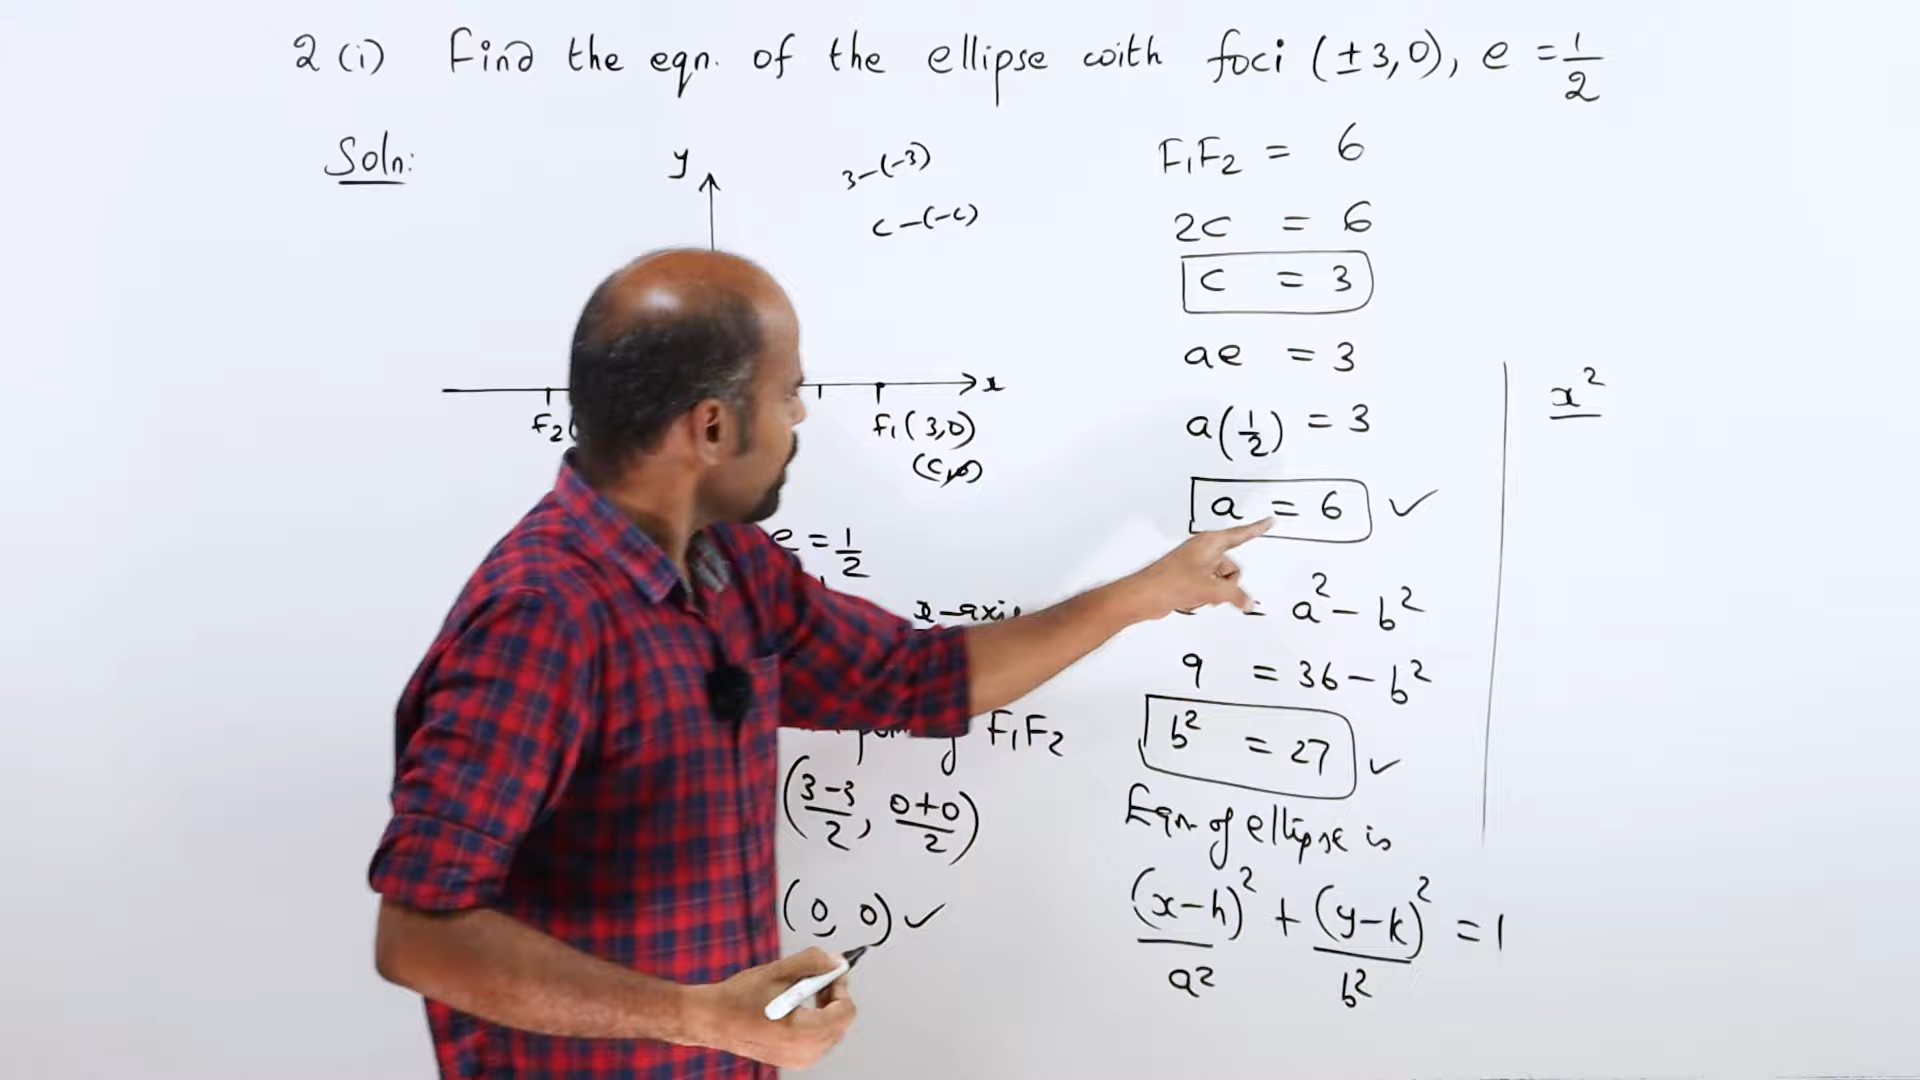 2 (i) Find the eqn. of the ellipse with foci (±3,0), e = 1/2
Soln:
y
3-(-3)
c-(-c)
x
F2
F1(3,0)
(c,0)
e = 1/2
x-axis
F1F2
(3-3/2, 0+0/2)
(0, 0) ✓
F1F2 = 6
2c = 6
c = 3
ae = 3
a(1/2) = 3
a = 6 ✓
= a² - b²
9 = 36 - b²
b² = 27 ✓
Eqn. of ellipse is
(x-h)²/a² + (y-k)²/b² = 1
x²